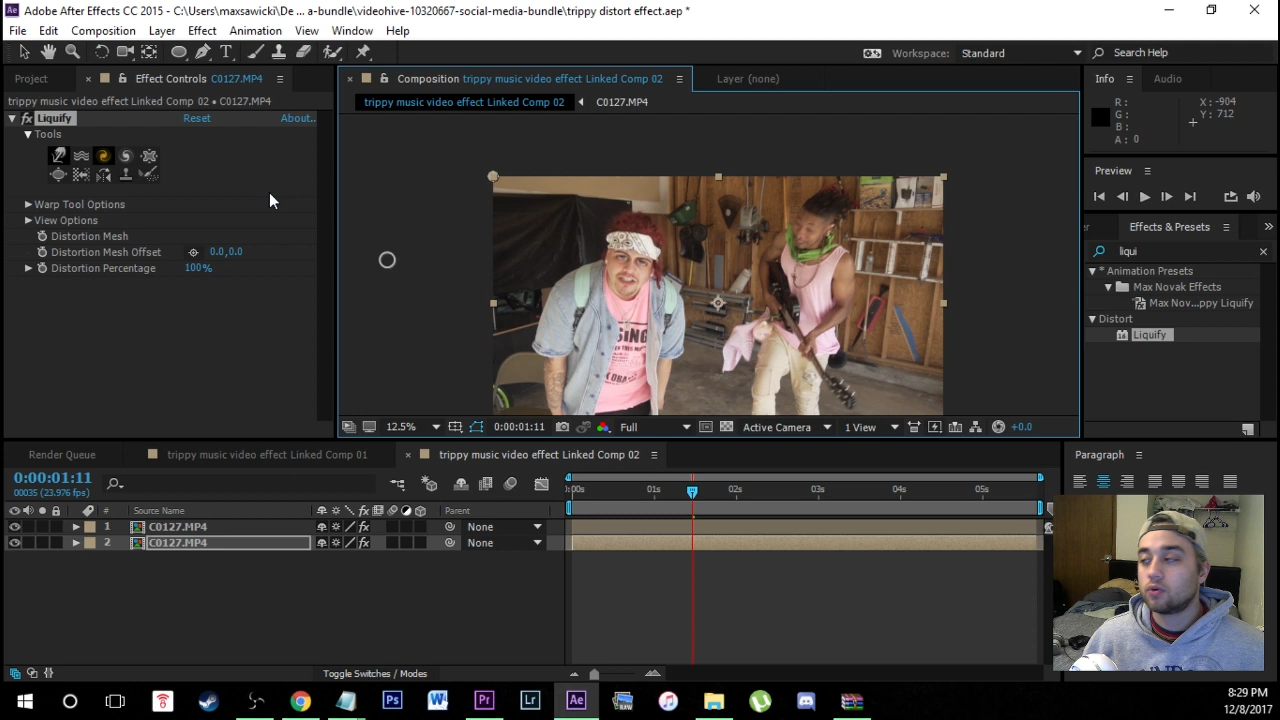 Adobe After Effects CC 2015 - C:\Users\maxsawicki\De ... a-bundle\videohive-10320967-social-media-bundle\trippy distort effect.aep *
File Edit Composition Layer Effect Animation View Window Help
Workspace: Standard Search Help
Project Effect Controls C0127.MP4
Composition trippy music video effect Linked Comp 02
Layer (none)
Info Audio
trippy music video effect Linked Comp 02 • C0127.MP4
trippy music video effect Linked Comp 02 C0127.MP4
R: X: -904
G: Y: 712
B:
A: 0
fx Liquify Reset About..
Tools
Warp Tool Options
View Options
Distortion Mesh
Distortion Mesh Offset 0.0,0.0
Distortion Percentage 100%
Preview
Effects & Presets
liqui
* Animation Presets
Max Novak Effects
Max Nov...ppy Liquify
Distort
Liquify
12.5% 0:00:01:11 Full Active Camera 1 View +0.0
Render Queue trippy music video effect Linked Comp 01 trippy music video effect Linked Comp 02
Paragraph
0:00:01:11
00035 (23.976 fps)
:00s 01s 02s 03s 04s 05s
# Source Name Parent
1 C0127.MP4 fx None
2 C0127.MP4 fx None
Toggle Switches / Modes
Ps W Pr Lr Ae RAW
8:29 PM
12/8/2017